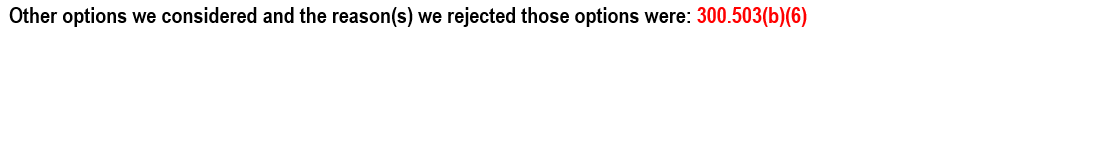 Other options we considered and the reason(s) we rejected those options were: 300.503(b)(6)